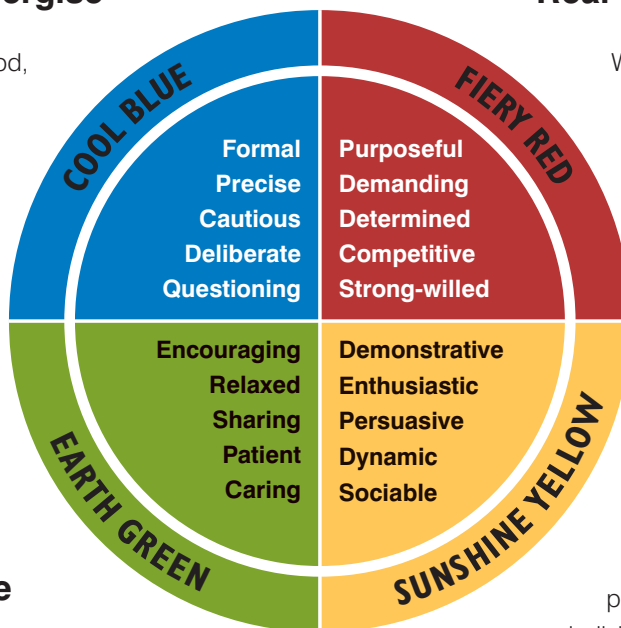 COOL BLUE
Formal
Precise
Cautious
Deliberate
Questioning
FIERY RED
Purposeful
Demanding
Determined
Competitive
Strong-willed
EARTH GREEN
Encouraging
Relaxed
Sharing
Patient
Caring
SUNSHINE YELLOW
Demonstrative
Enthusiastic
Persuasive
Dynamic
Sociable